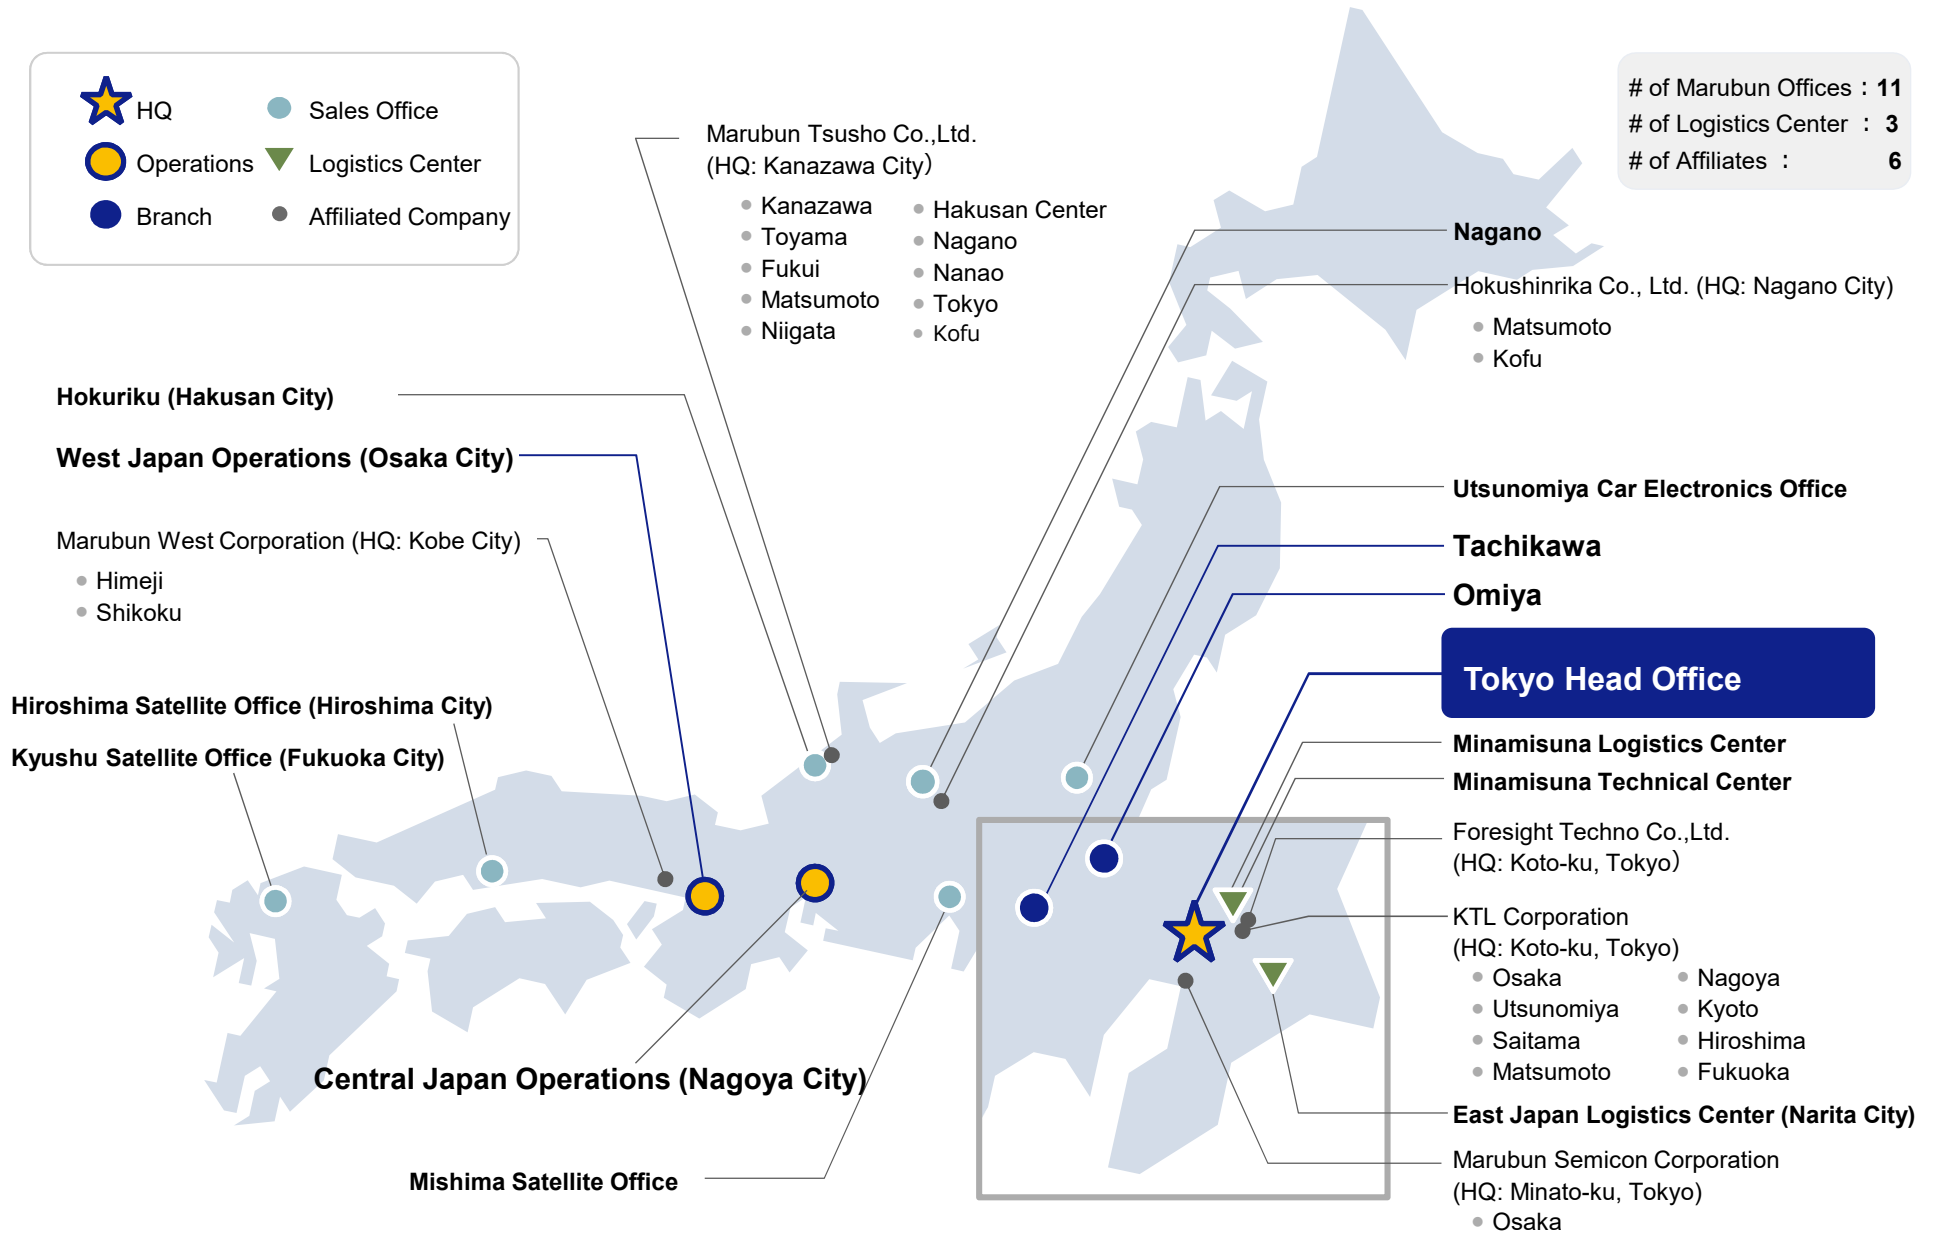 HQ
Sales Office
Operations
Logistics Center
Branch
Affiliated Company
# of Marubun Offices : 11
# of Logistics Center : 3
# of Affiliates : 6
Marubun Tsusho Co.,Ltd.
(HQ: Kanazawa City)
Kanazawa
Toyama
Fukui
Matsumoto
Niigata
Hakusan Center
Nagano
Nanao
Tokyo
Kofu
Nagano
Hokushinrika Co., Ltd. (HQ: Nagano City)
Matsumoto
Kofu
Hokuriku (Hakusan City)
West Japan Operations (Osaka City)
Marubun West Corporation (HQ: Kobe City)
Himeji
Shikoku
Hiroshima Satellite Office (Hiroshima City)
Kyushu Satellite Office (Fukuoka City)
Central Japan Operations (Nagoya City)
Mishima Satellite Office
Utsunomiya Car Electronics Office
Tachikawa
Omiya
Tokyo Head Office
Minamisuna Logistics Center
Minamisuna Technical Center
Foresight Techno Co.,Ltd.
(HQ: Koto-ku, Tokyo)
KTL Corporation
(HQ: Koto-ku, Tokyo)
Osaka
Utsunomiya
Saitama
Matsumoto
Nagoya
Kyoto
Hiroshima
Fukuoka
East Japan Logistics Center (Narita City)
Marubun Semicon Corporation
(HQ: Minato-ku, Tokyo)
Osaka